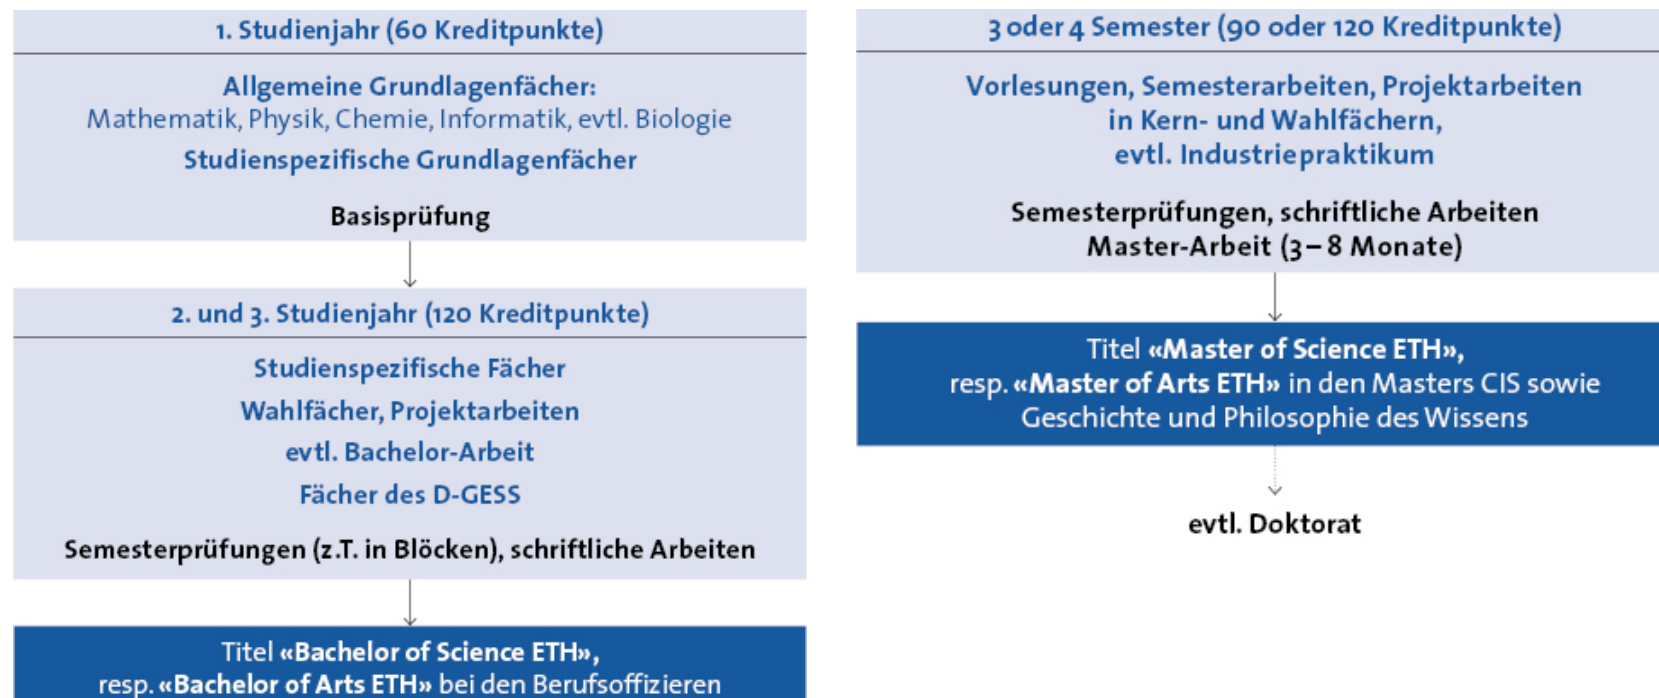 1. Studienjahr (60 Kreditpunkte)
Allgemeine Grundlagenfächer:
Mathematik, Physik, Chemie, Informatik, evtl. Biologie
Studienspezifische Grundlagenfächer
Basisprüfung
2. und 3. Studienjahr (120 Kreditpunkte)
Studienspezifische Fächer
Wahlfächer, Projektarbeiten
evtl. Bachelor-Arbeit
Fächer des D-GESS
Semesterprüfungen (z.T. in Blöcken), schriftliche Arbeiten
Titel «Bachelor of Science ETH»,
resp. «Bachelor of Arts ETH» bei den Berufsoffizieren
3 oder 4 Semester (90 oder 120 Kreditpunkte)
Vorlesungen, Semesterarbeiten, Projektarbeiten
in Kern- und Wahlfächern,
evtl. Industriepraktikum
Semesterprüfungen, schriftliche Arbeiten
Master-Arbeit (3 – 8 Monate)
Titel «Master of Science ETH»,
resp. «Master of Arts ETH» in den Masters CIS sowie
Geschichte und Philosophie des Wissens
evtl. Doktorat